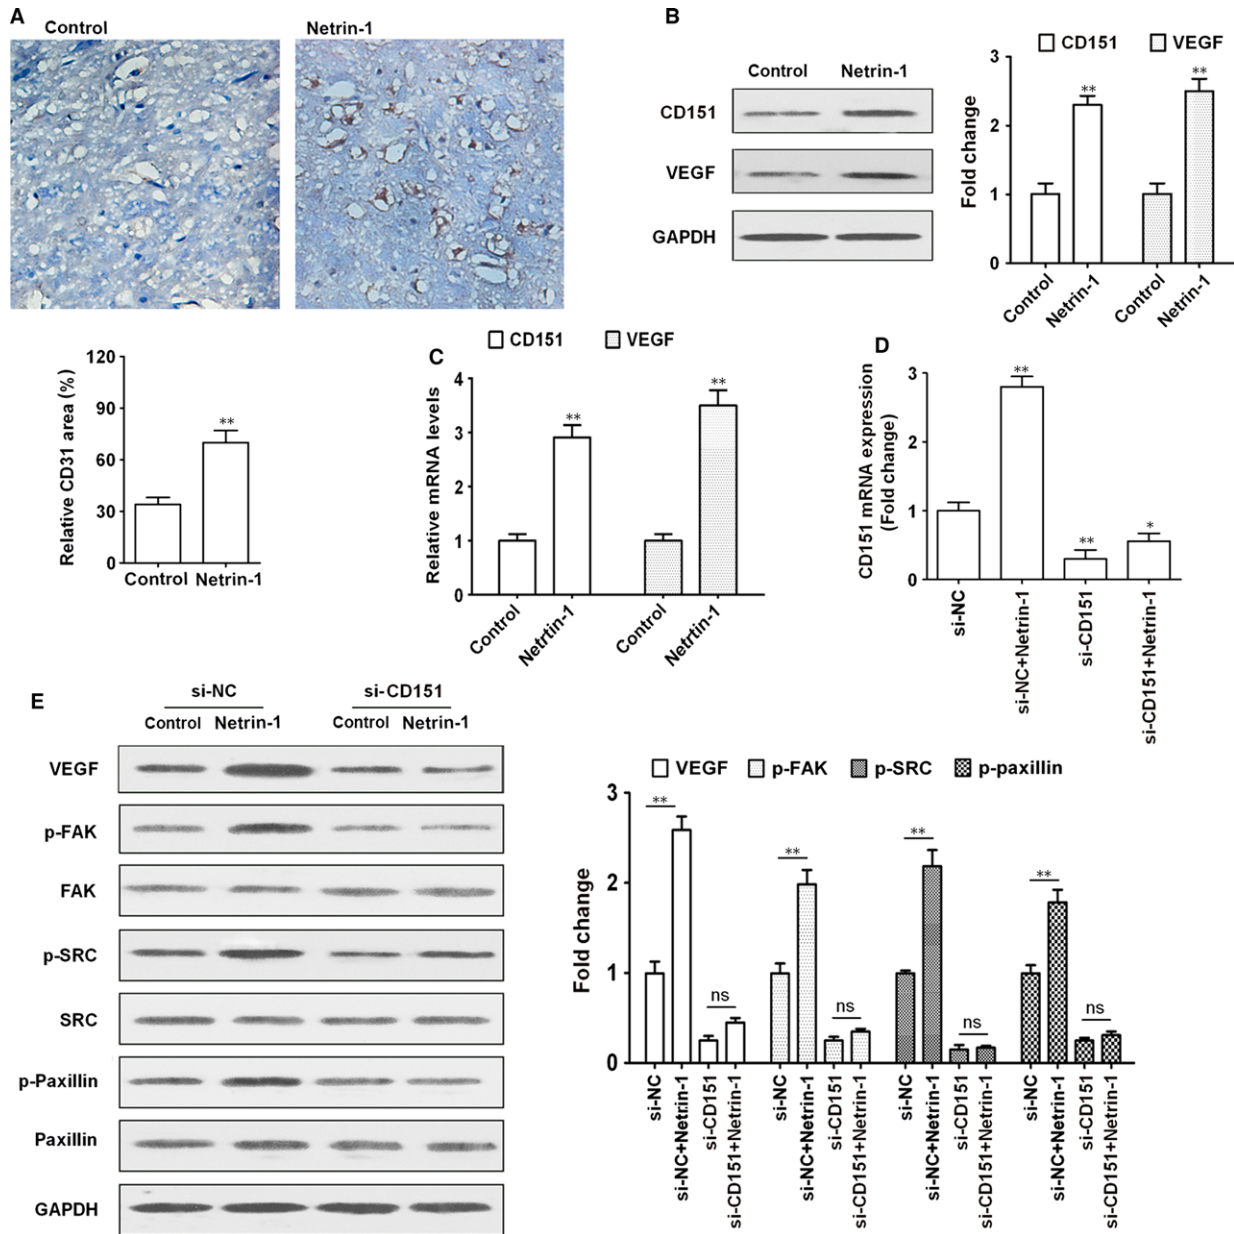 A
Control
Netrin-1
Relative CD31 area (%)
120
90
60
30
0
**
Control
Netrin-1
B
Control
Netrin-1
CD151
VEGF
GAPDH
CD151
VEGF
Fold change
3
2
1
0
**
**
Control
Netrin-1
Control
Netrin-1
C
CD151
VEGF
Relative mRNA levels
4
3
2
1
0
**
**
Control
Netrtin-1
Control
Netrtin-1
D
CD151 mRNA expression
(Fold change)
3
2
1
0
**
**
*
si-NC
si-NC+Netrin-1
si-CD151
si-CD151+Netrin-1
E
si-NC
si-CD151
Control
Netrin-1
Control
Netrin-1
VEGF
p-FAK
FAK
p-SRC
SRC
p-Paxillin
Paxillin
GAPDH
VEGF
p-FAK
p-SRC
p-paxillin
Fold change
3
2
1
0
**
ns
**
ns
**
ns
**
ns
si-NC
si-NC+Netrin-1
si-CD151
si-CD151+Netrin-1
si-NC
si-NC+Netrin-1
si-CD151
si-CD151+Netrin-1
si-NC
si-NC+Netrin-1
si-CD151
si-CD151+Netrin-1
si-NC
si-NC+Netrin-1
si-CD151
si-CD151+Netrin-1